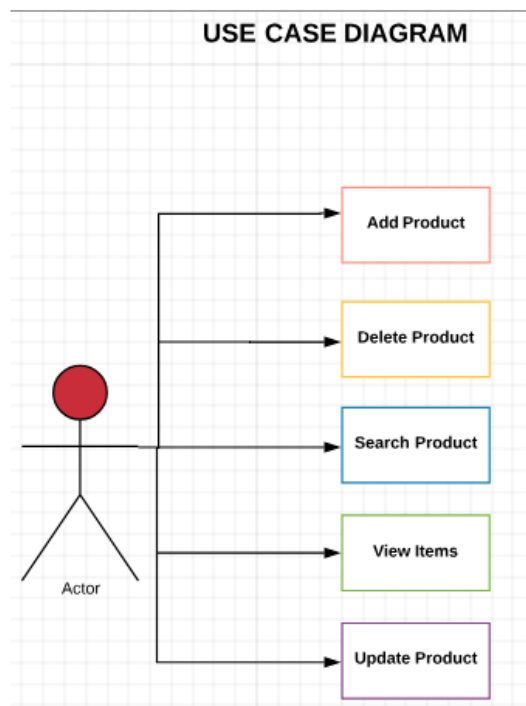 USE CASE DIAGRAM
Add Product
Delete Product
Search Product
View Items
Update Product
Actor